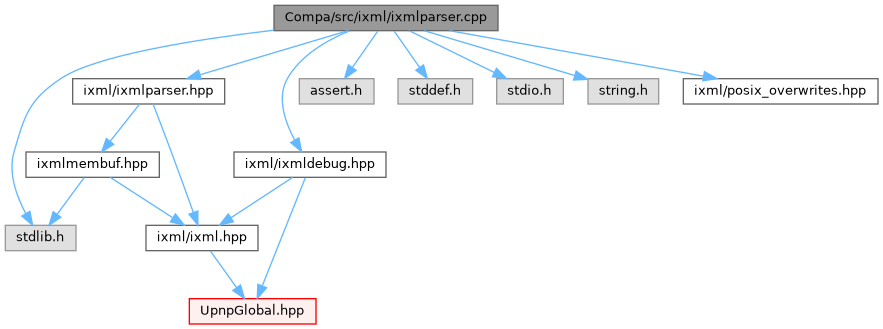 Compa/src/ixml/ixmlparser.cpp
ixml/ixmlparser.hpp
assert.h
stddef.h
stdio.h
string.h
ixml/posix_overwrites.hpp
ixmlmembuf.hpp
ixml/ixmldebug.hpp
stdlib.h
ixml/ixml.hpp
UpnpGlobal.hpp